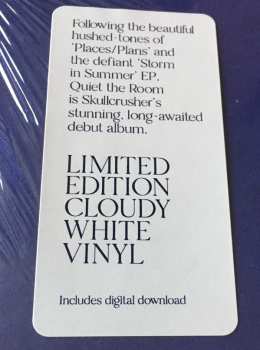 Following the beautiful
hushed-tones of
'Places/Plans' and
the defiant 'Storm
in Summer' EP,
Quiet the Room
is Skullcrusher's
stunning, long-awaited
debut album.
LIMITED
EDITION
CLOUDY
WHITE
VINYL
Includes digital download